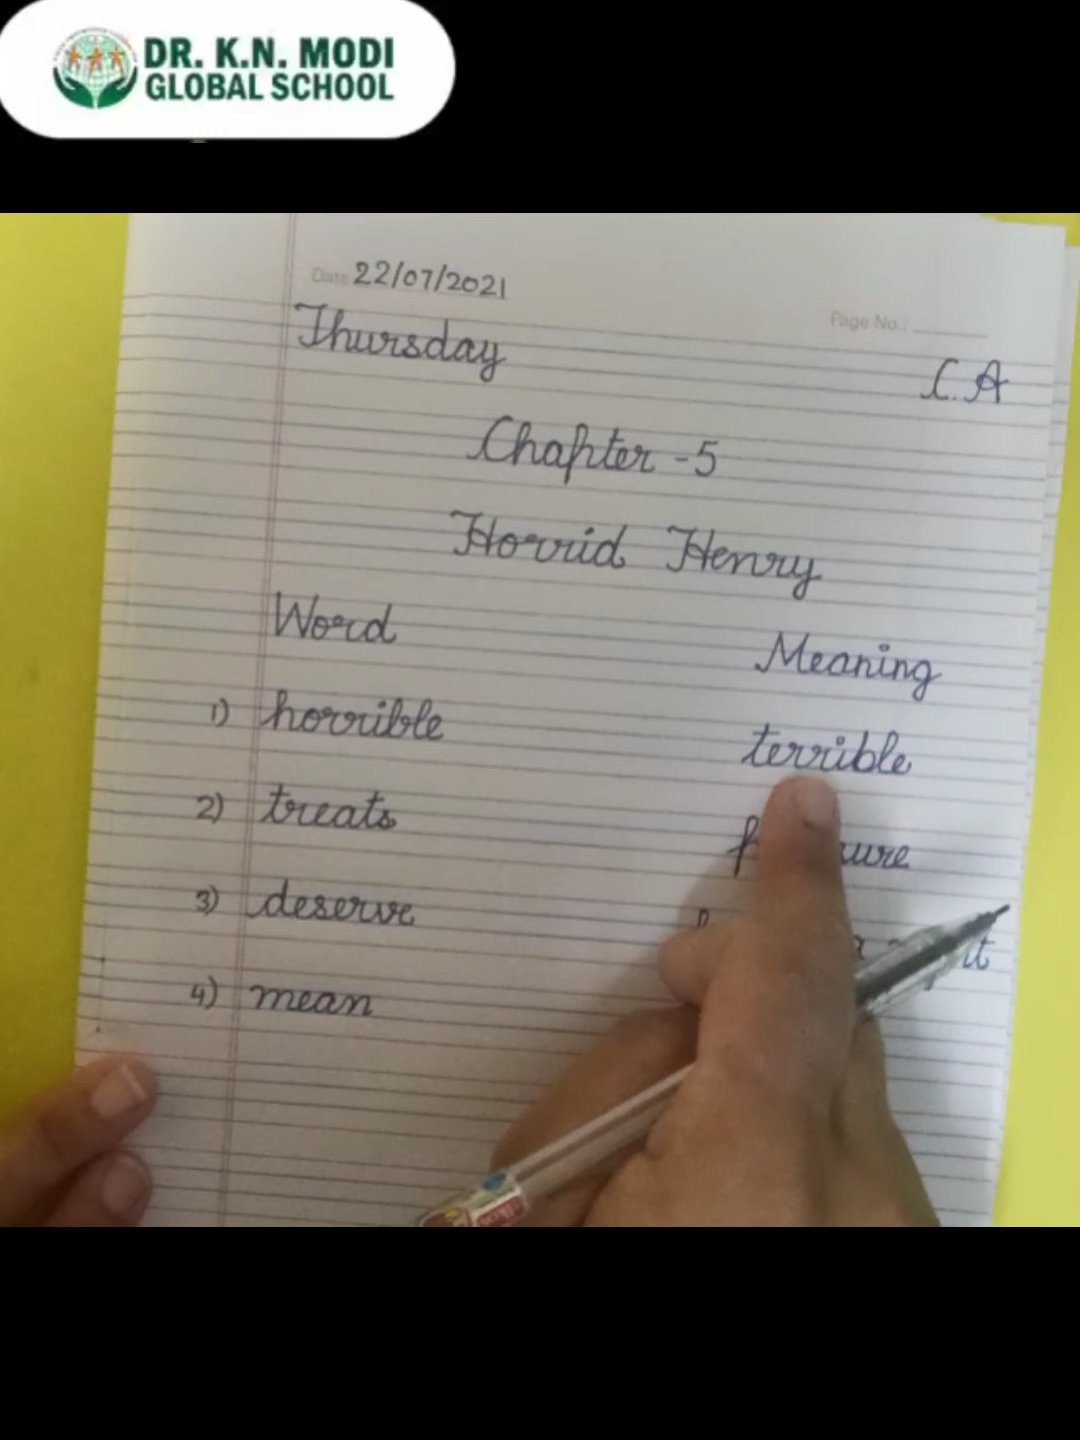 DR. K.N. MODI
GLOBAL SCHOOL
Date 22/07/2021
Page No.:
Thursday
C.A
Chapter - 5
Horrid Henry
Word Meaning
1) horrible terrible
2) treats
3) deserve
4) mean